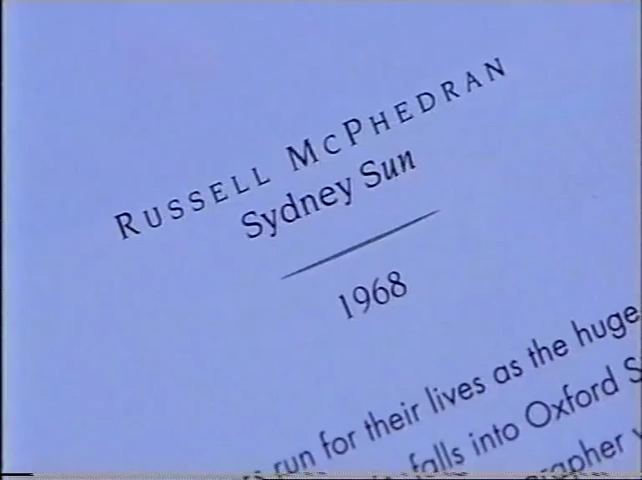 RUSSELL MCPHEDRAN
Sydney Sun
1968
run for their lives as the huge
falls into Oxford